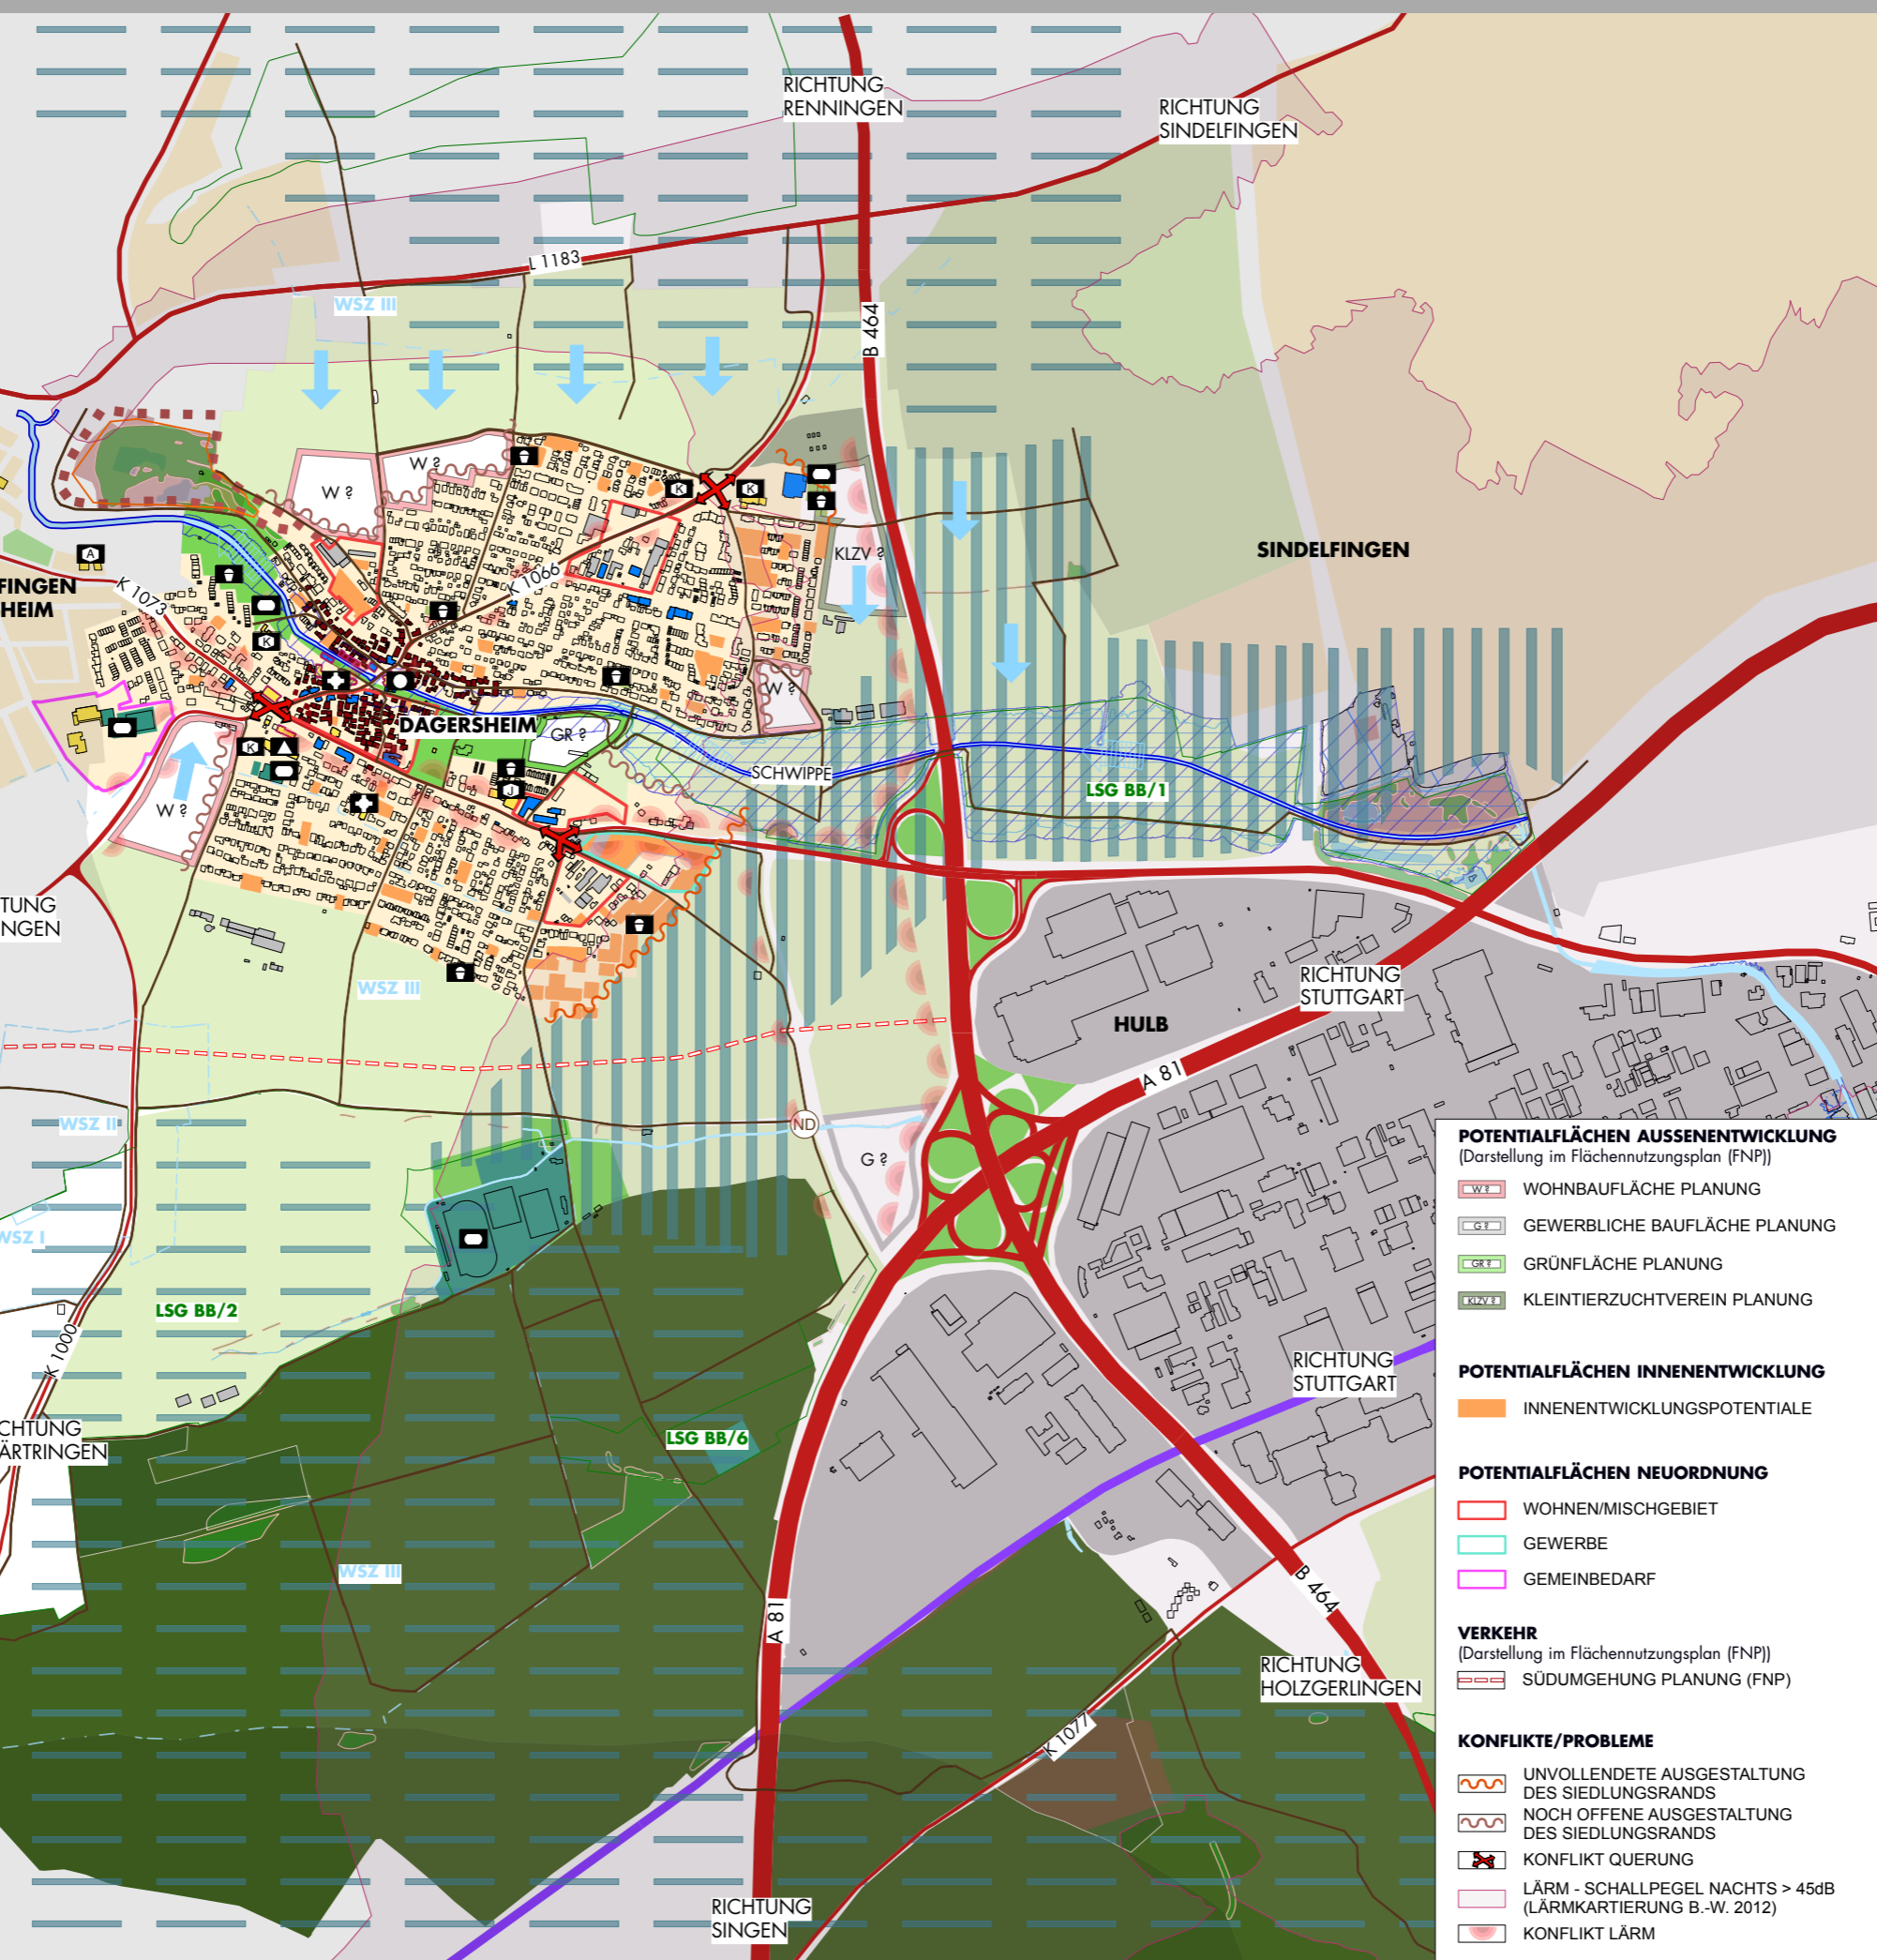 RICHTUNG
RENNINGEN
RICHTUNG
SINDELFINGEN
L 1183
WSZ III
B 464
W ?
W ?
K
K
KLZV ?
SINDELFINGEN
A
FINGEN
HEIM
K 1073
K 1066
K
W ?
DAGERSHEIM
GR ?
K
J
SCHWIPPE
LSG BB/1
W ?
TUNG
NGEN
WSZ III
RICHTUNG
STUTTGART
HULB
A 81
WSZ II
ND
G ?
WSZ I
LSG BB/2
K 1000
RICHTUNG
STUTTGART
CHTUNG
ÄRTRINGEN
LSG BB/6
WSZ III
A 81
B 464
RICHTUNG
HOLZGERLINGEN
K 1077
RICHTUNG
SINGEN
POTENTIALFLÄCHEN AUSSENENTWICKLUNG
(Darstellung im Flächennutzungsplan (FNP))
W ? WOHNBAUFLÄCHE PLANUNG
G ? GEWERBLICHE BAUFLÄCHE PLANUNG
GR ? GRÜNFLÄCHE PLANUNG
KLZV ? KLEINTIERZUCHTVEREIN PLANUNG
POTENTIALFLÄCHEN INNENENTWICKLUNG
INNENENTWICKLUNGSPOTENTIALE
POTENTIALFLÄCHEN NEUORDNUNG
WOHNEN/MISCHGEBIET
GEWERBE
GEMEINBEDARF
VERKEHR
(Darstellung im Flächennutzungsplan (FNP))
SÜDUMGEHUNG PLANUNG (FNP)
KONFLIKTE/PROBLEME
UNVOLLENDETE AUSGESTALTUNG
DES SIEDLUNGSRANDS
NOCH OFFENE AUSGESTALTUNG
DES SIEDLUNGSRANDS
KONFLIKT QUERUNG
LÄRM - SCHALLPEGEL NACHTS > 45dB
(LÄRMKARTIERUNG B.-W. 2012)
KONFLIKT LÄRM